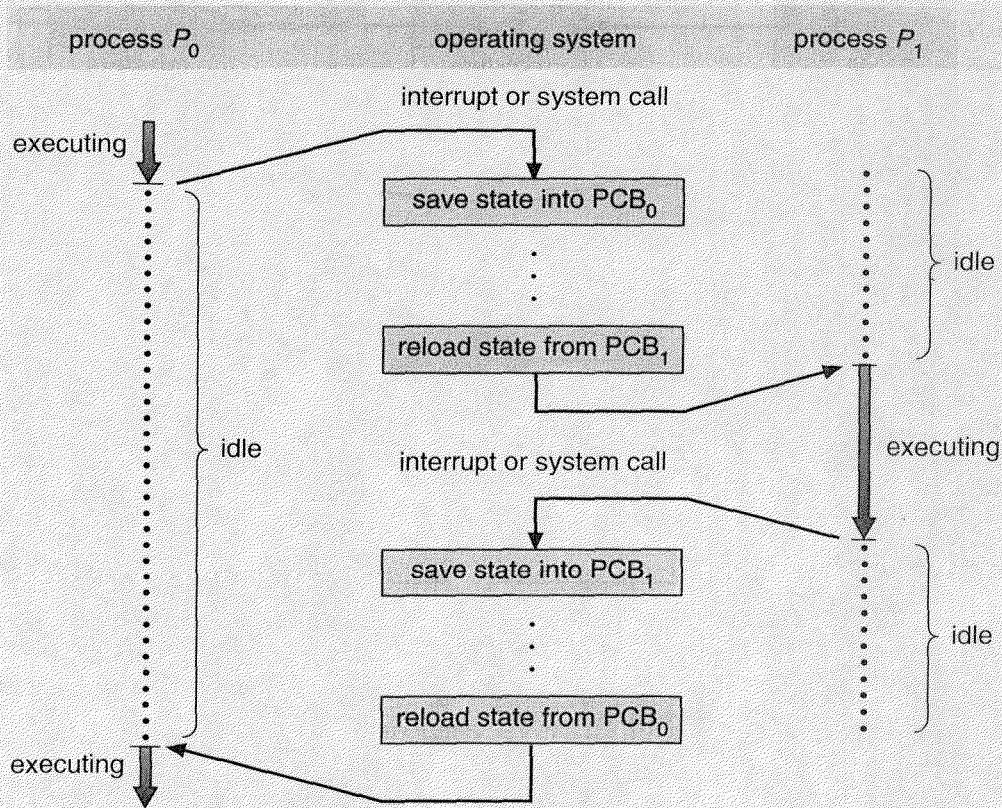 process P₀ operating system process P₁
interrupt or system call
executing
save state into PCB₀
idle
reload state from PCB₁
idle
executing
interrupt or system call
save state into PCB₁
idle
reload state from PCB₀
executing